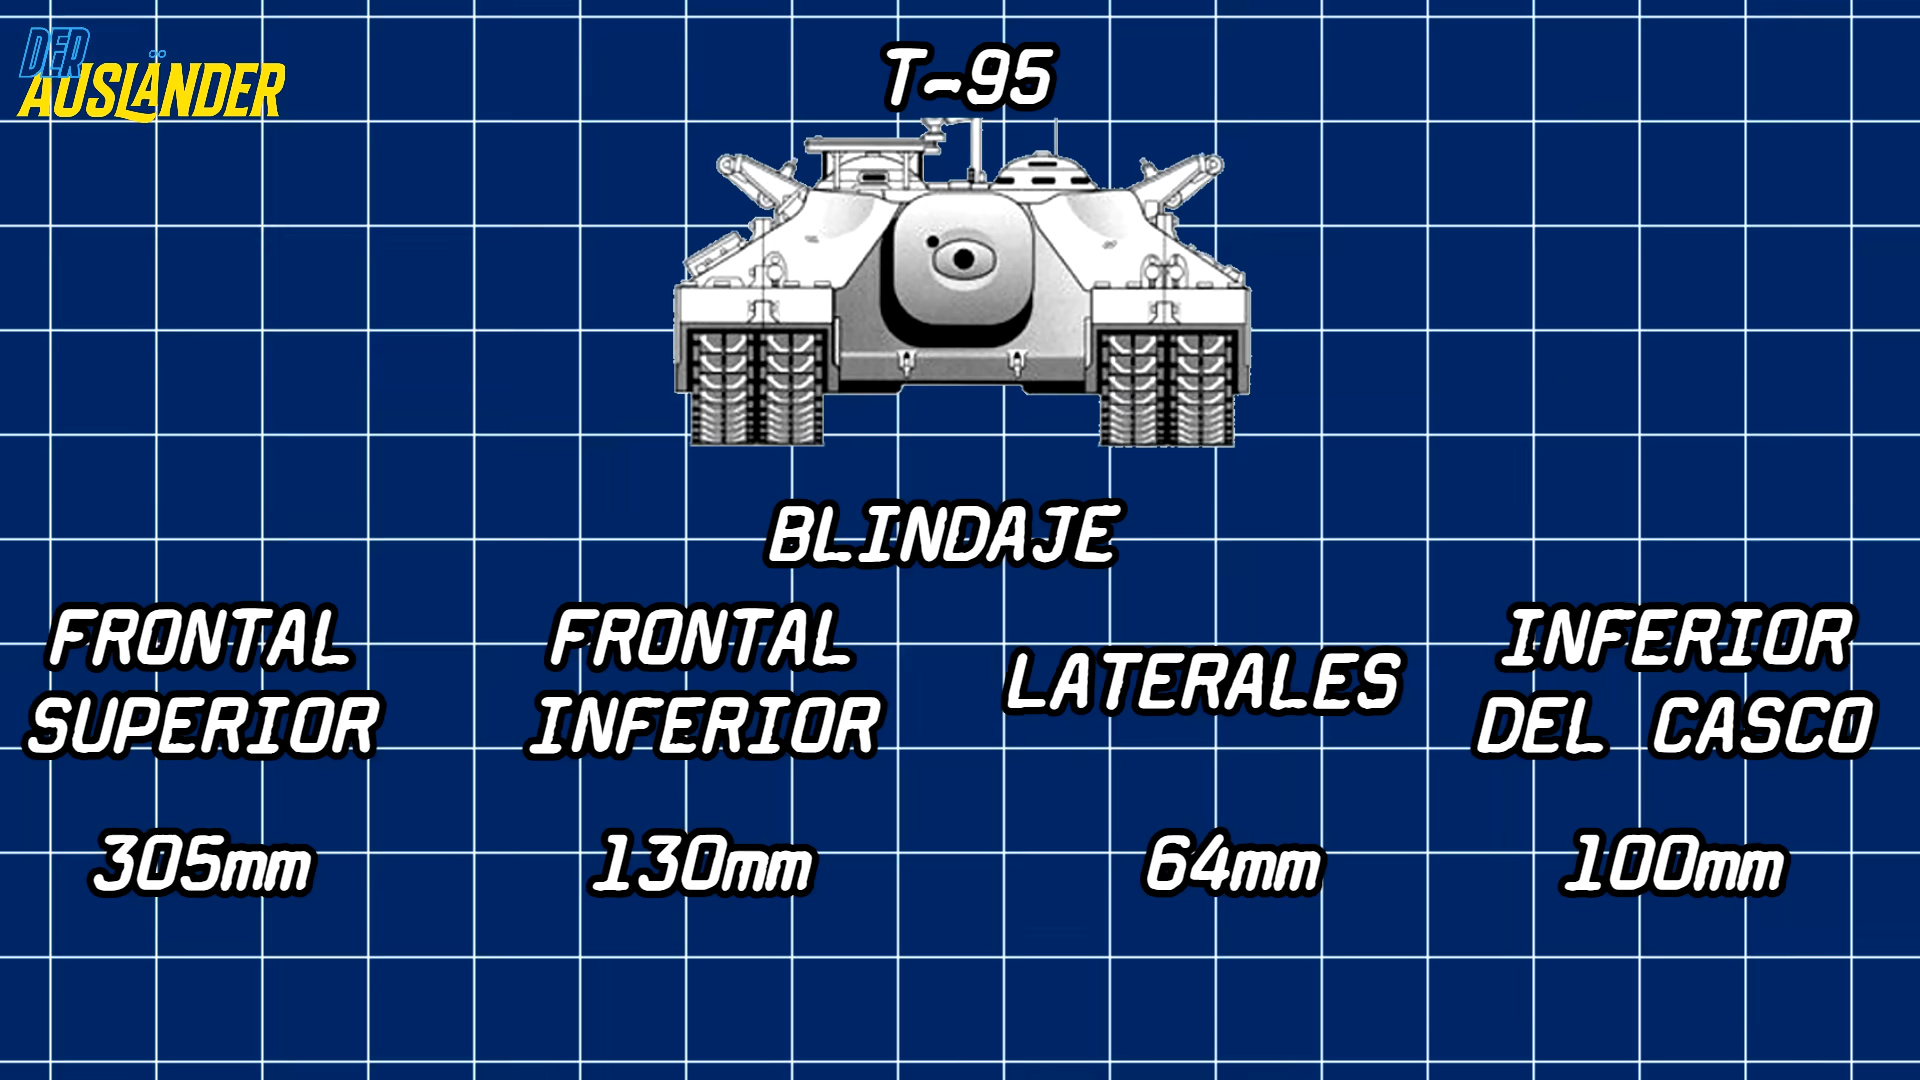 DER
AUSLÄNDER
T-95
BLINDAJE
FRONTAL
SUPERIOR
FRONTAL
INFERIOR
LATERALES
INFERIOR
DEL CASCO
305mm
130mm
64mm
100mm